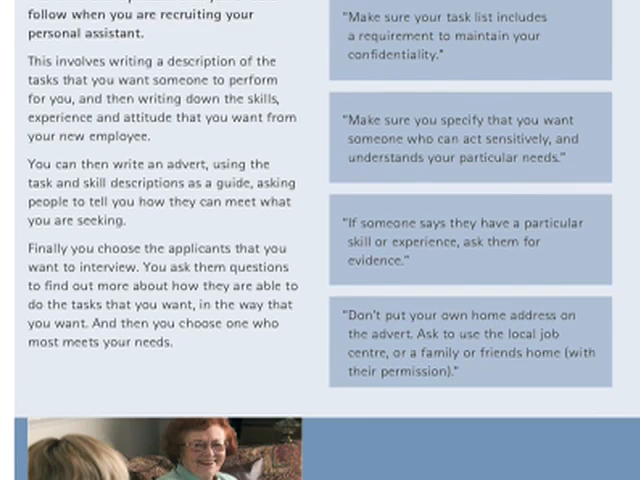 follow when you are recruiting your
personal assistant.
This involves writing a description of the
tasks that you want someone to perform
for you, and then writing down the skills,
experience and attitude that you want from
your new employee.
You can then write an advert, using the
task and skill descriptions as a guide, asking
people to tell you how they can meet what
you are seeking.
Finally you choose the applicants that you
want to interview. You ask them questions
to find out more about how they are able to
do the tasks that you want, in the way that
you want. And then you choose one who
most meets your needs.
“Make sure your task list includes
a requirement to maintain your
confidentiality.”
“Make sure you specify that you want
someone who can act sensitively, and
understands your particular needs.”
“If someone says they have a particular
skill or experience, ask them for
evidence.”
“Don’t put your own home address on
the advert. Ask to use the local job
centre, or a family or friends home (with
their permission).”